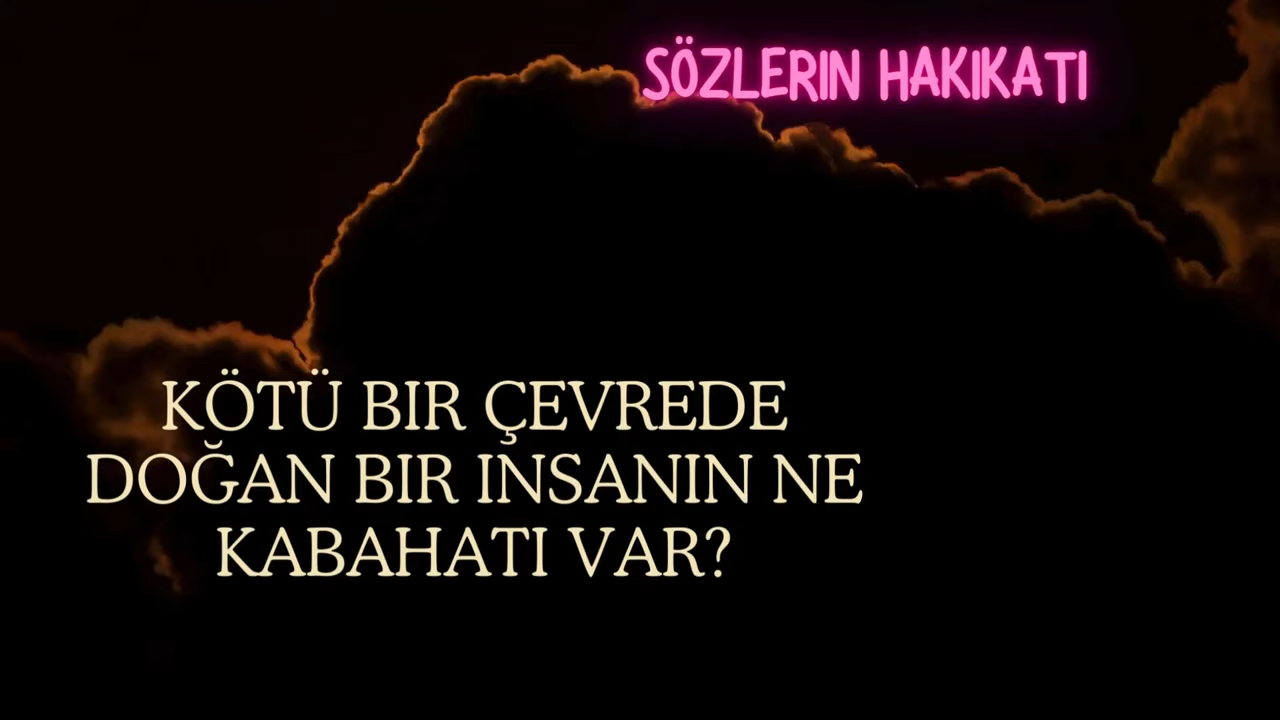 SÖZLERIN HAKIKATI
KÖTÜ BIR ÇEVREDE
DOĞAN BIR INSANIN NE
KABAHATI VAR?